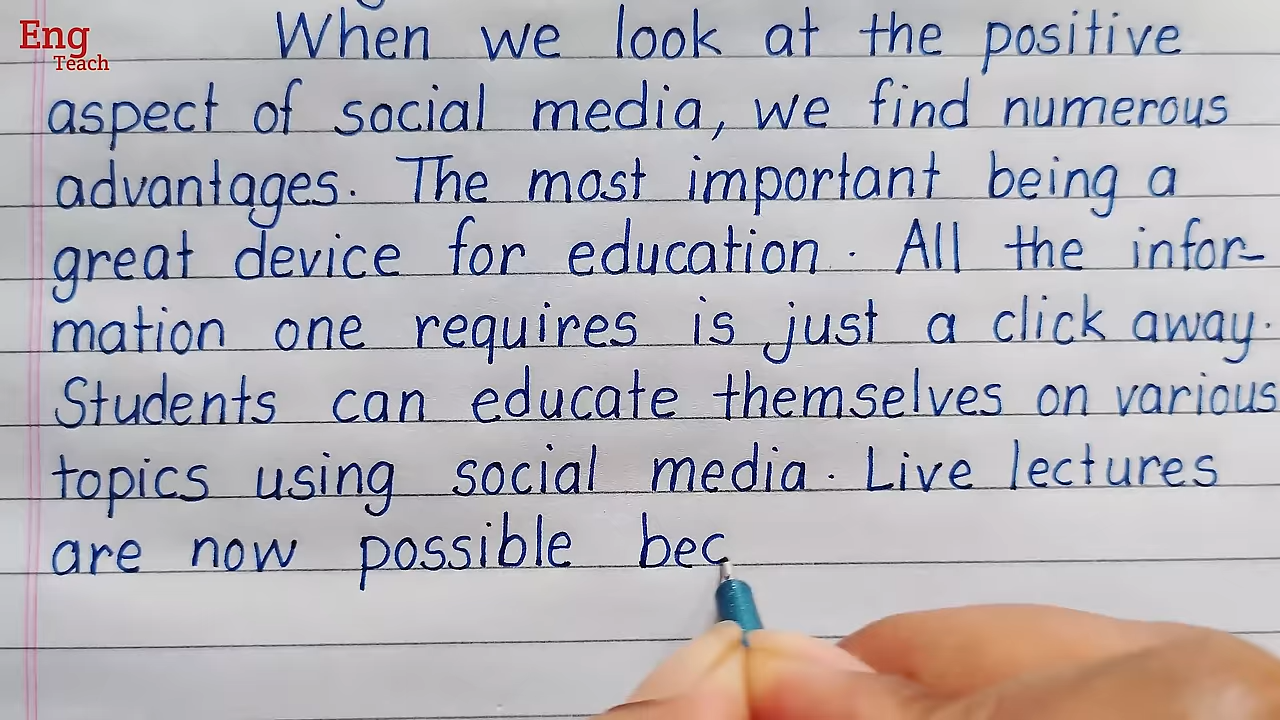 Eng
Teach
When we look at the positive
aspect of social media, we find numerous
advantages. The most important being a
great device for education. All the infor-
mation one requires is just a click away.
Students can educate themselves on various
topics using social media. Live lectures
are now possible bec